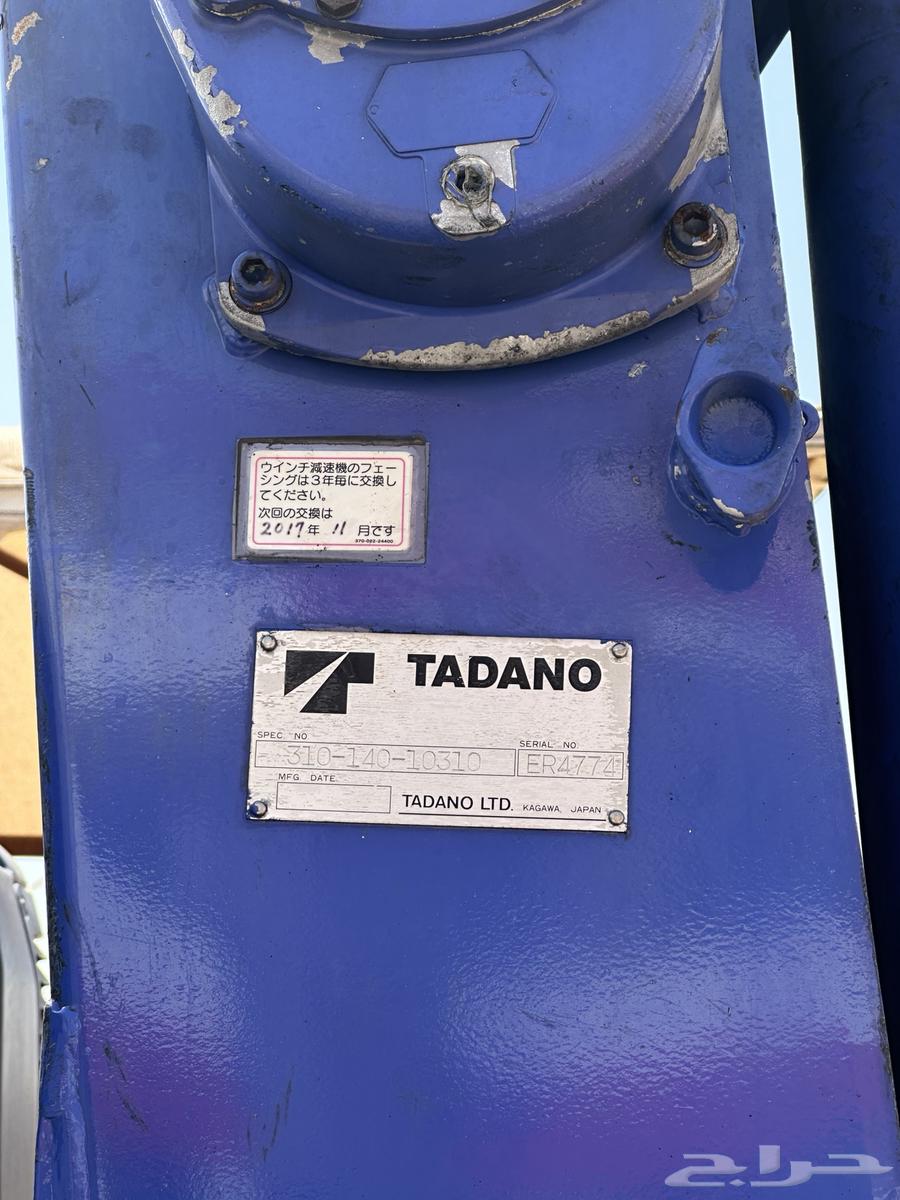 ウインチ減速機のフェー
シングは3年毎に交換し
てください。
次回の交換は
2017年 11 月です
370-022-24400
TADANO
SPEC. NO.
310-140-10310
SERIAL NO.
ER4774
MFG. DATE
TADANO LTD. KAGAWA, JAPAN
حراج